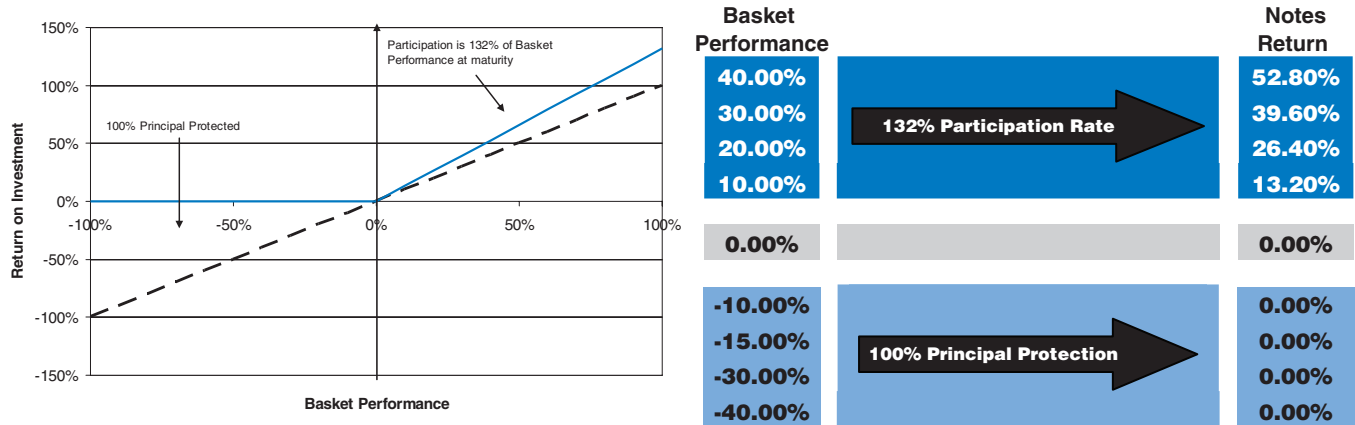 150%
100%
50%
0%
-50%
-100%
-150%
-100%
-50%
0%
50%
100%
Return on Investment
Basket Performance
Participation is 132% of Basket
Performance at maturity
100% Principal Protected
Basket
Performance
Notes
Return
40.00%
30.00%
20.00%
10.00%
132% Participation Rate
52.80%
39.60%
26.40%
13.20%
0.00%
0.00%
-10.00%
-15.00%
-30.00%
-40.00%
100% Principal Protection
0.00%
0.00%
0.00%
0.00%